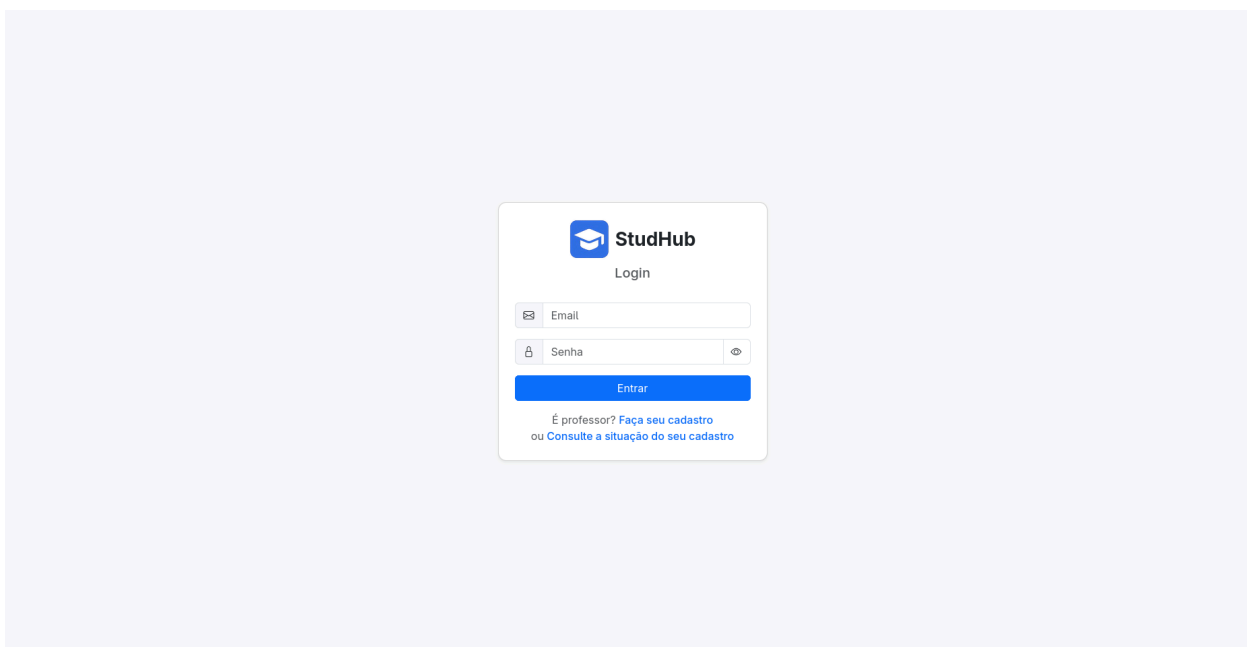 StudHub
Login
Email
Senha
Entrar
É professor? Faça seu cadastro
ou Consulte a situação do seu cadastro